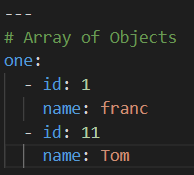 ---
# Array of Objects
one:
  - id: 1
    name: franc
  - id: 11
    name: Tom